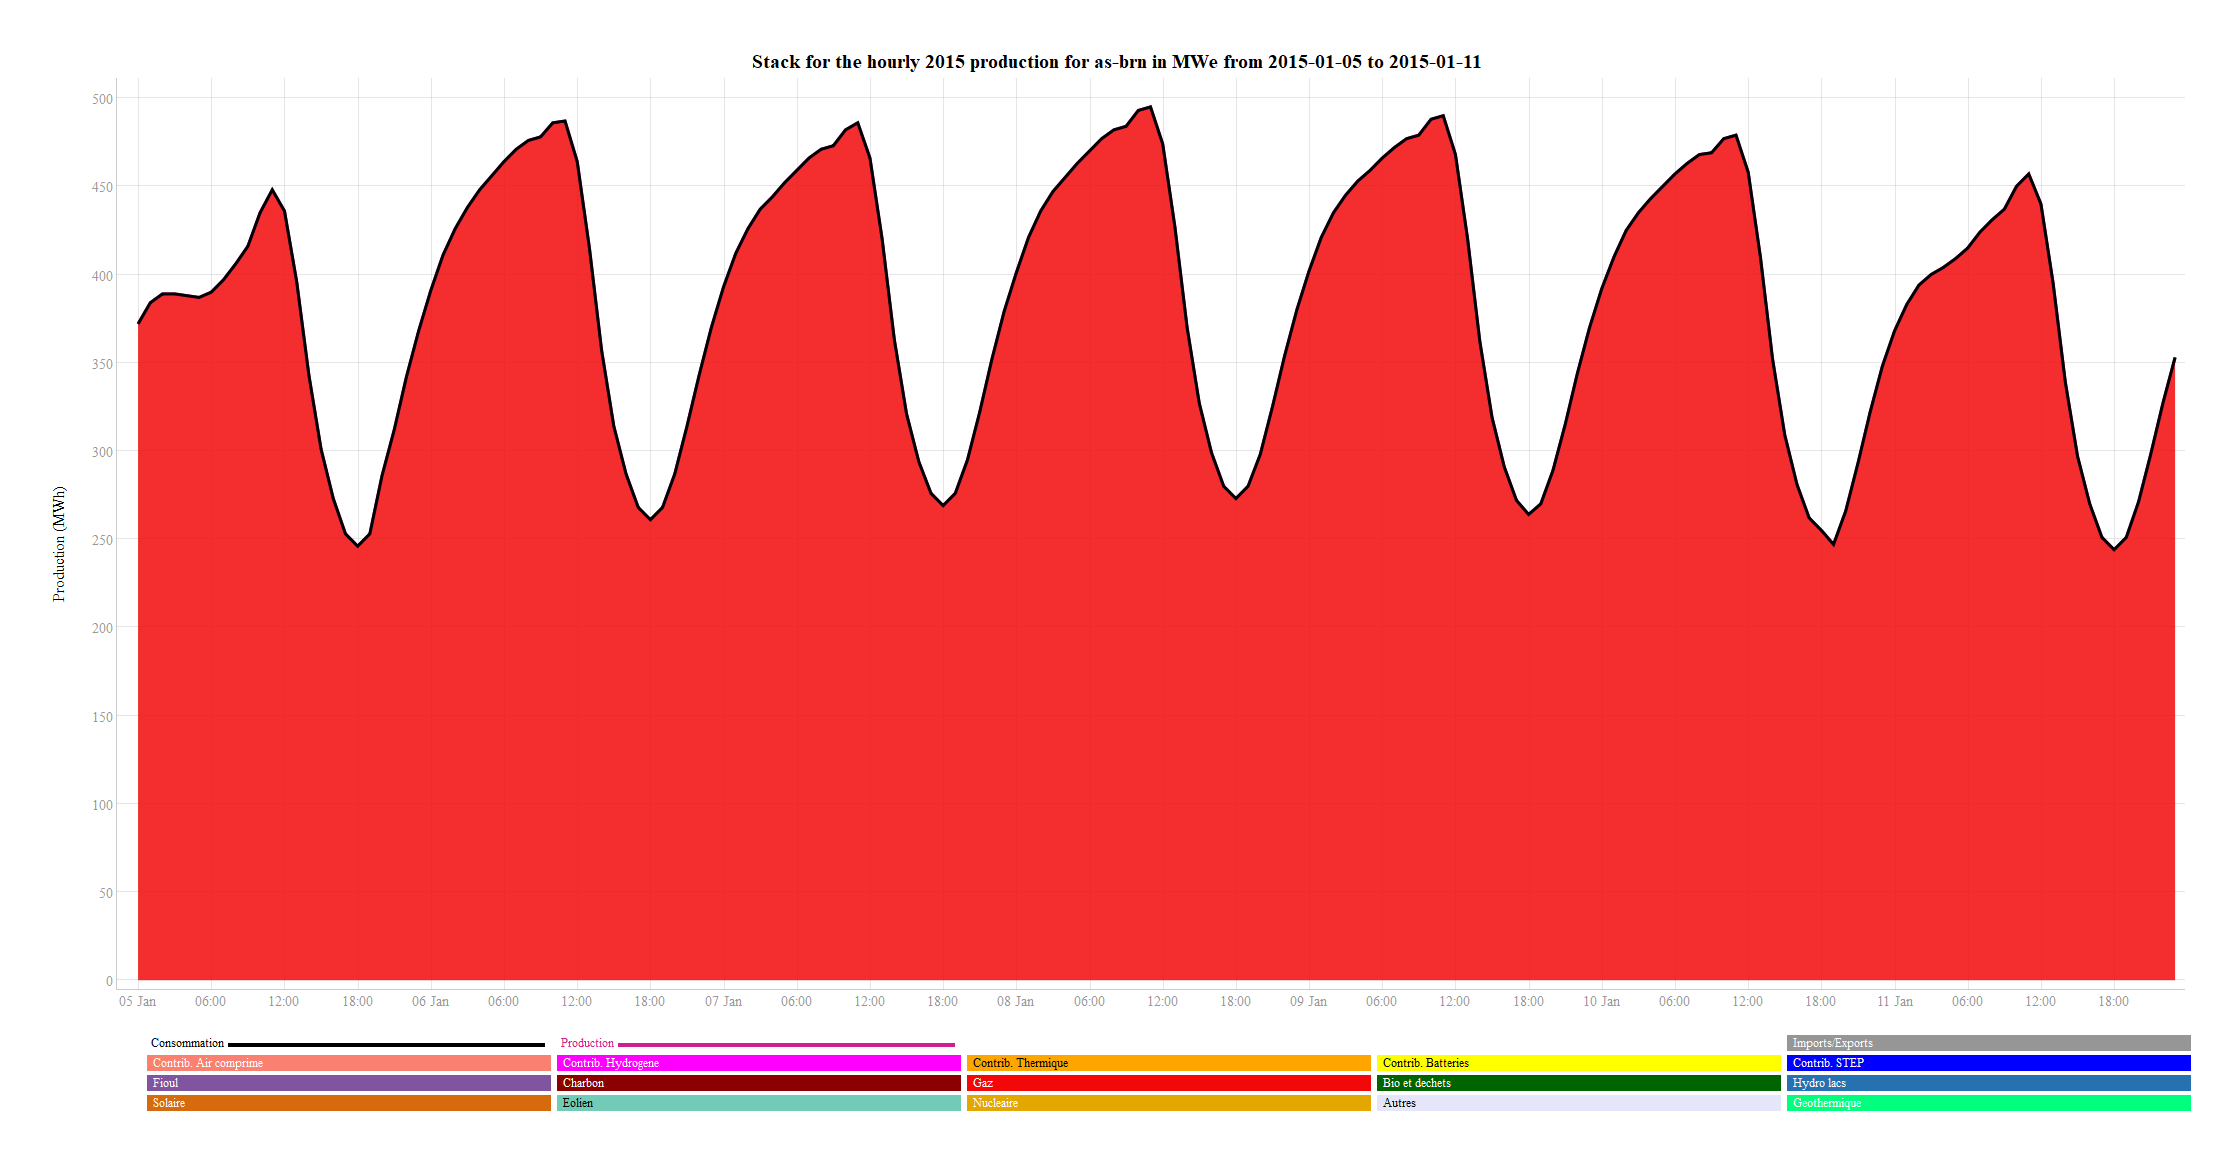 Stack for the hourly 2015 production for as-brn in MWe from 2015-01-05 to 2015-01-11
500
450
400
350
300
250
200
150
100
50
0
Production (MWh)
05 Jan 06:00 12:00 18:00 06 Jan 06:00 12:00 18:00 07 Jan 06:00 12:00 18:00 08 Jan 06:00 12:00 18:00 09 Jan 06:00 12:00 18:00 10 Jan 06:00 12:00 18:00 11 Jan 06:00 12:00 18:00
Consommation Production Imports/Exports
Contrib. Air comprime Contrib. Hydrogene Contrib. Thermique Contrib. Batteries Contrib. STEP
Fioul Charbon Gaz Bio et dechets Hydro lacs
Solaire Eolien Nucleaire Autres Geothermique